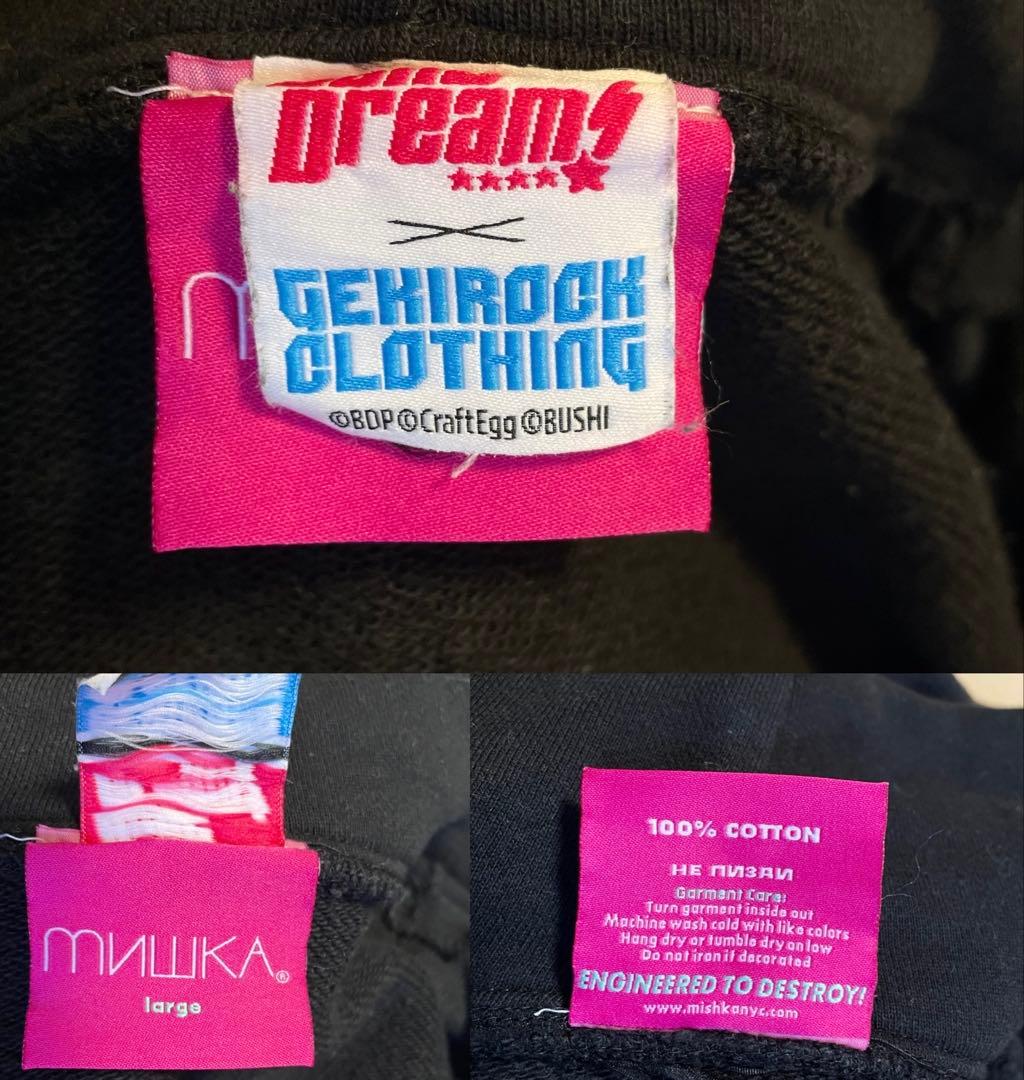 Dream!
×
GEKIROCK
CLOTHING
©BDP ©CraftEgg ©BUSHI
mИШKA®
large
100% COTTON
НЕ ПИЗДИ
Garment Care:
Turn garment inside out
Machine wash cold with like colors
Hang dry or tumble dry on low
Do not iron if decorated
ENGINEERED TO DESTROY!
www.mishkanyc.com